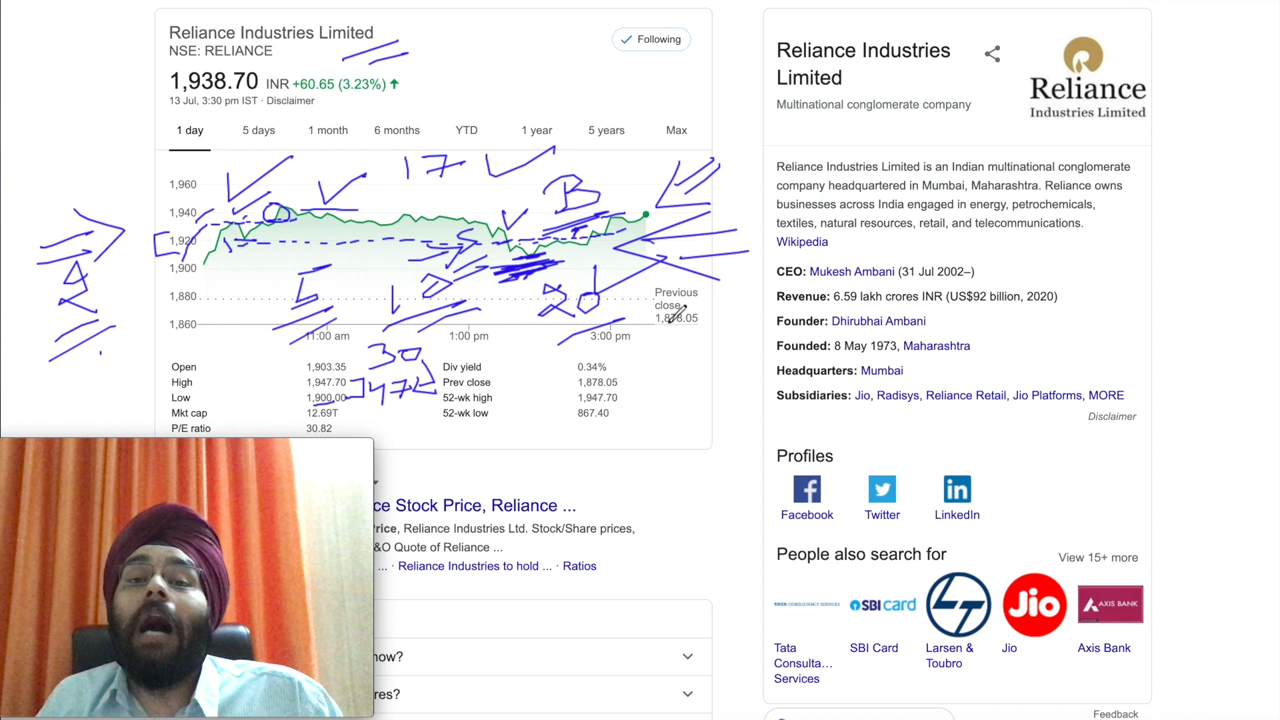 Reliance Industries Limited
NSE: RELIANCE
Following
1,938.70 INR +60.65 (3.23%)
13 Jul, 3:30 pm IST · Disclaimer
1 day 5 days 1 month 6 months YTD 1 year 5 years Max
17
1,960
1,940
B
1,920
1,900
5 10 20
1,880
Previous
close
1,860
11:00 am 1:00 pm 3:00 pm
30
472
Open 1,903.35 Div yield 0.34%
High 1,947.70 Prev close 1,878.05
Low 1,900.00 52-wk high 1,947.70
Mkt cap 12.69T 52-wk low 867.40
P/E ratio 30.82
ce Stock Price, Reliance ...
Price, Reliance Industries Ltd. Stock/Share prices,
&O Quote of Reliance ...
... · Reliance Industries to hold ... · Ratios
now?
res?
Reliance Industries
Limited
Multinational conglomerate company
Reliance
Industries Limited
Reliance Industries Limited is an Indian multinational conglomerate
company headquartered in Mumbai, Maharashtra. Reliance owns
businesses across India engaged in energy, petrochemicals,
textiles, natural resources, retail, and telecommunications.
Wikipedia
CEO: Mukesh Ambani (31 Jul 2002–)
Revenue: 6.59 lakh crores INR (US$92 billion, 2020)
Founder: Dhirubhai Ambani
Founded: 8 May 1973, Maharashtra
Headquarters: Mumbai
Subsidiaries: Jio, Radisys, Reliance Retail, Jio Platforms, MORE
Disclaimer
Profiles
Facebook Twitter LinkedIn
People also search for View 15+ more
TATA CONSULTANCY SERVICES SBI card Jio AXIS BANK
Tata
Consulta...
Services
SBI Card
Larsen &
Toubro
Jio
Axis Bank
Feedback